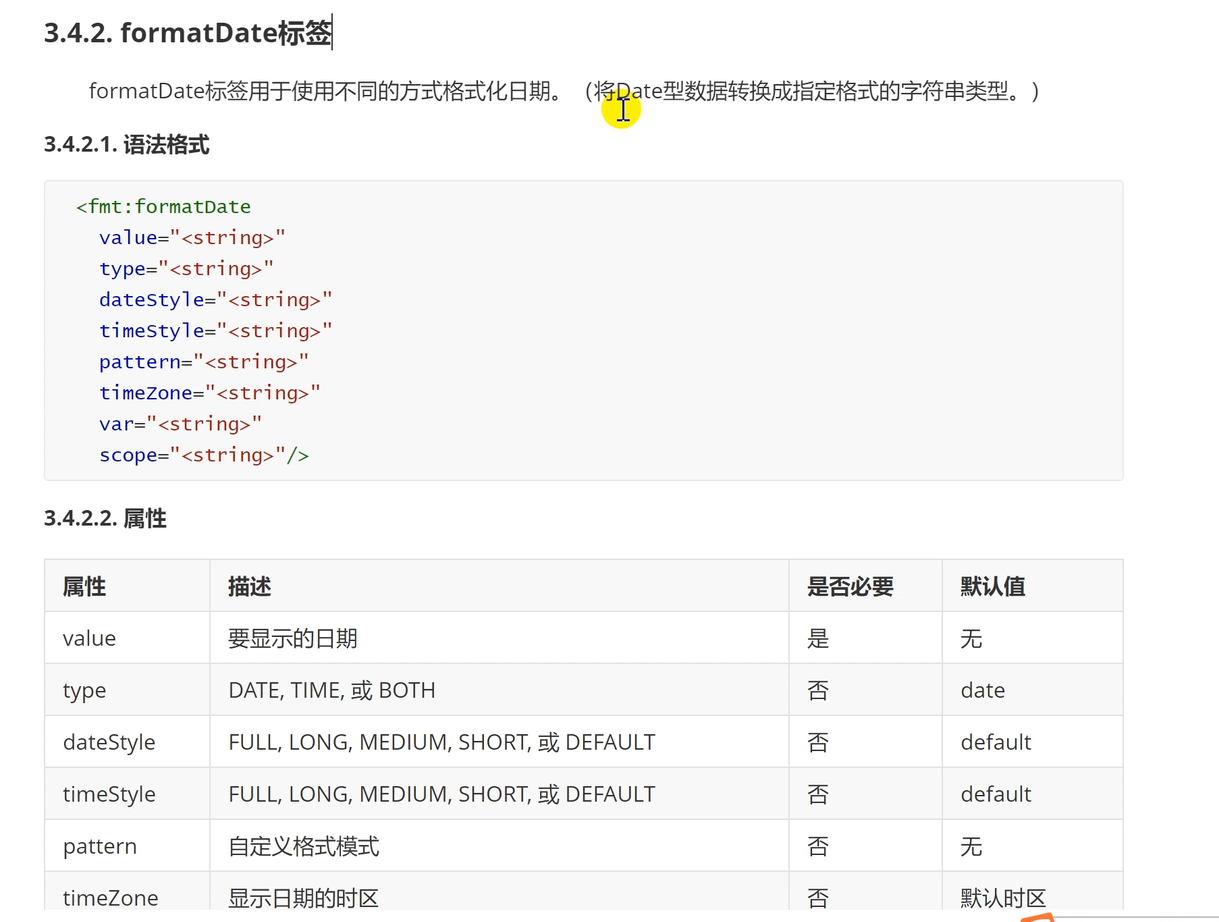 3.4.2. formatDate标签
formatDate标签用于使用不同的方式格式化日期。（将Date型数据转换成指定格式的字符串类型。)
3.4.2.1. 语法格式
<fmt:formatDate
value="<string>"
type="<string>"
dateStyle="<string>"
timeStyle="<string>"
pattern="<string>"
timeZone="<string>"
var="<string>"
scope="<string>"/>
3.4.2.2. 属性
属性 描述 是否必要 默认值
value 要显示的日期 是 无
type DATE, TIME, 或 BOTH 否 date
dateStyle FULL, LONG, MEDIUM, SHORT, 或 DEFAULT 否 default
timeStyle FULL, LONG, MEDIUM, SHORT, 或 DEFAULT 否 default
pattern 自定义格式模式 否 无
timeZone 显示日期的时区 否 默认时区